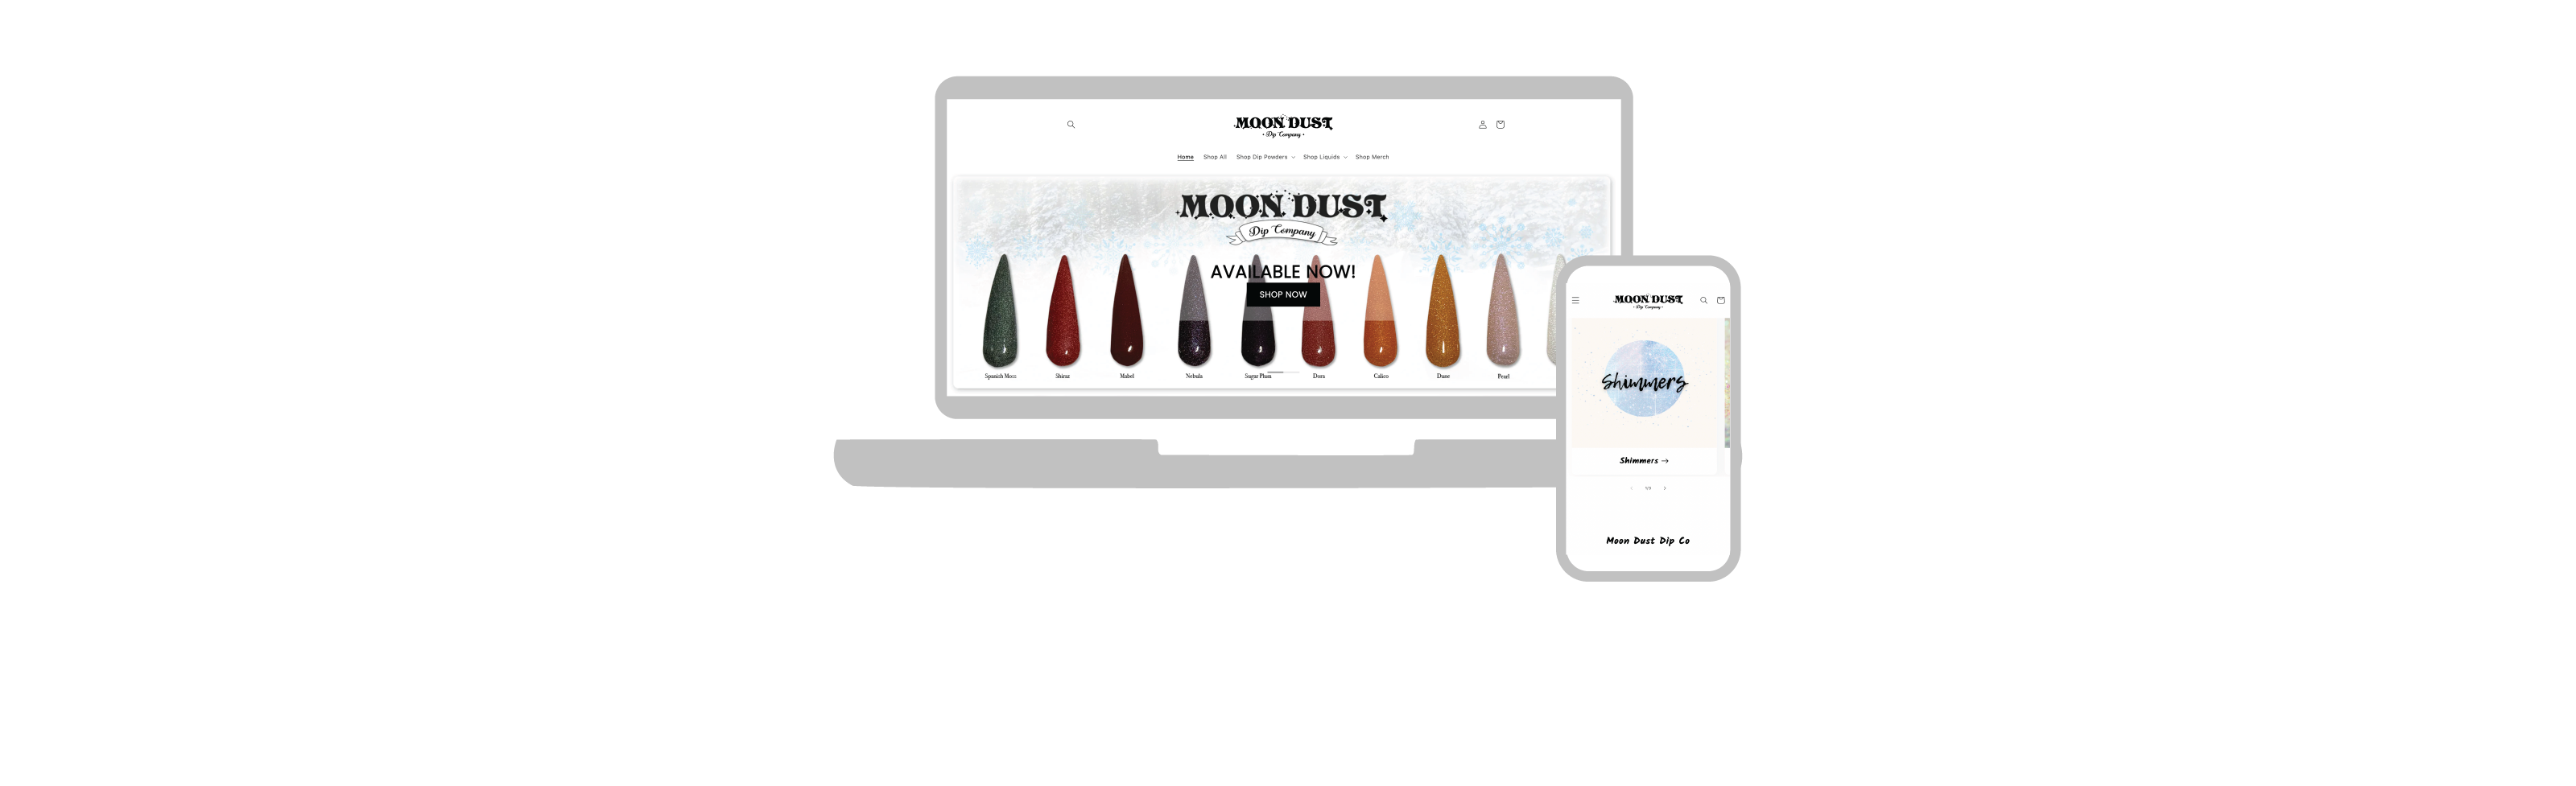 MOON DUST
• Dip Company •
Home Shop All Shop Dip Powders Shop Liquids Shop Merch
MOON DUST
Dip Company
AVAILABLE NOW!
SHOP NOW
Spanish Moss Shiraz Mabel Nebula Sugar Plum Dora Calico Dune Pearl
MOON DUST
• Dip Company •
Shimmers
Shimmers →
Moon Dust Dip Co